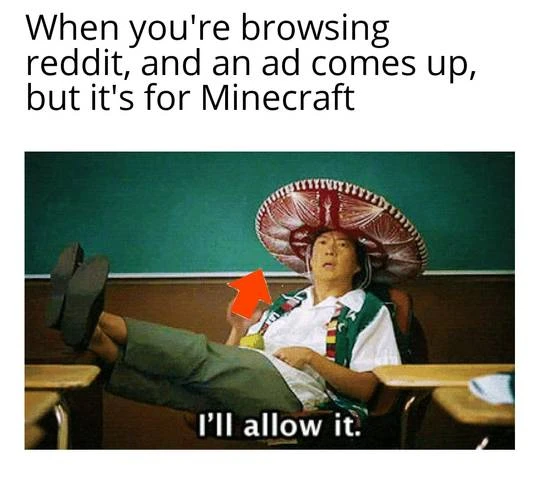 When you're browsing
reddit, and an ad comes up,
but it's for Minecraft
I'll allow it.